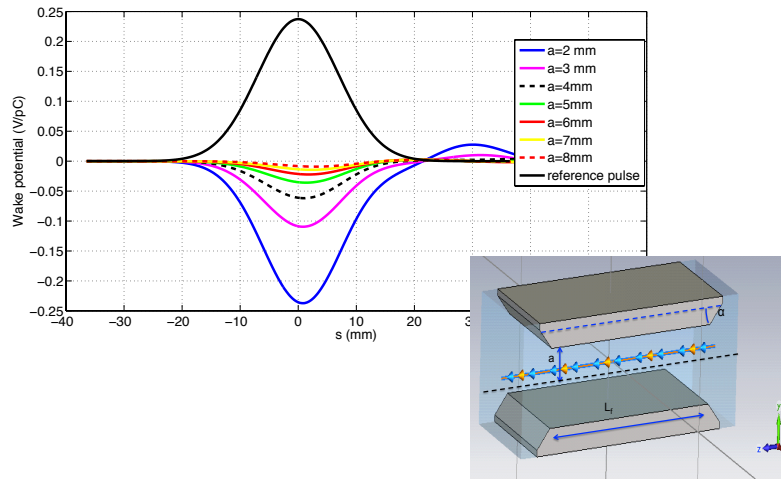 Wake potential (V/pC)
0.25
0.2
0.15
0.1
0.05
0
−0.05
−0.1
−0.15
−0.2
−0.25
−40
−30
−20
−10
0
10
20
s (mm)
a=2 mm
a=3 mm
a=4mm
a=5mm
a=6mm
a=7mm
a=8mm
reference pulse
α
a
L_f
y
z